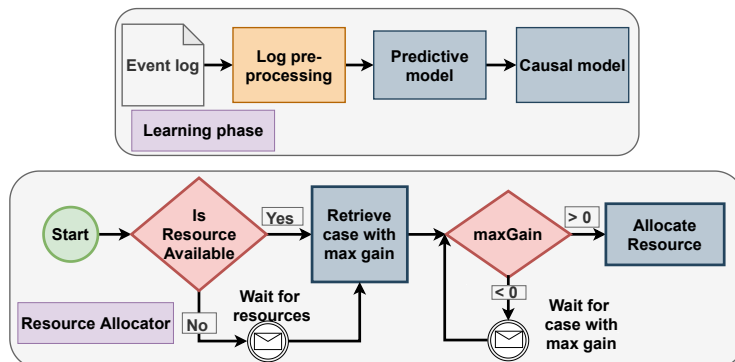 Event log
Log pre-
processing
Predictive
model
Causal model
Learning phase
Start
Is
Resource
Available
Yes
No
Wait for
resources
Retrieve
case with
max gain
maxGain
> 0
< 0
Allocate
Resource
Wait for
case with
max gain
Resource Allocator